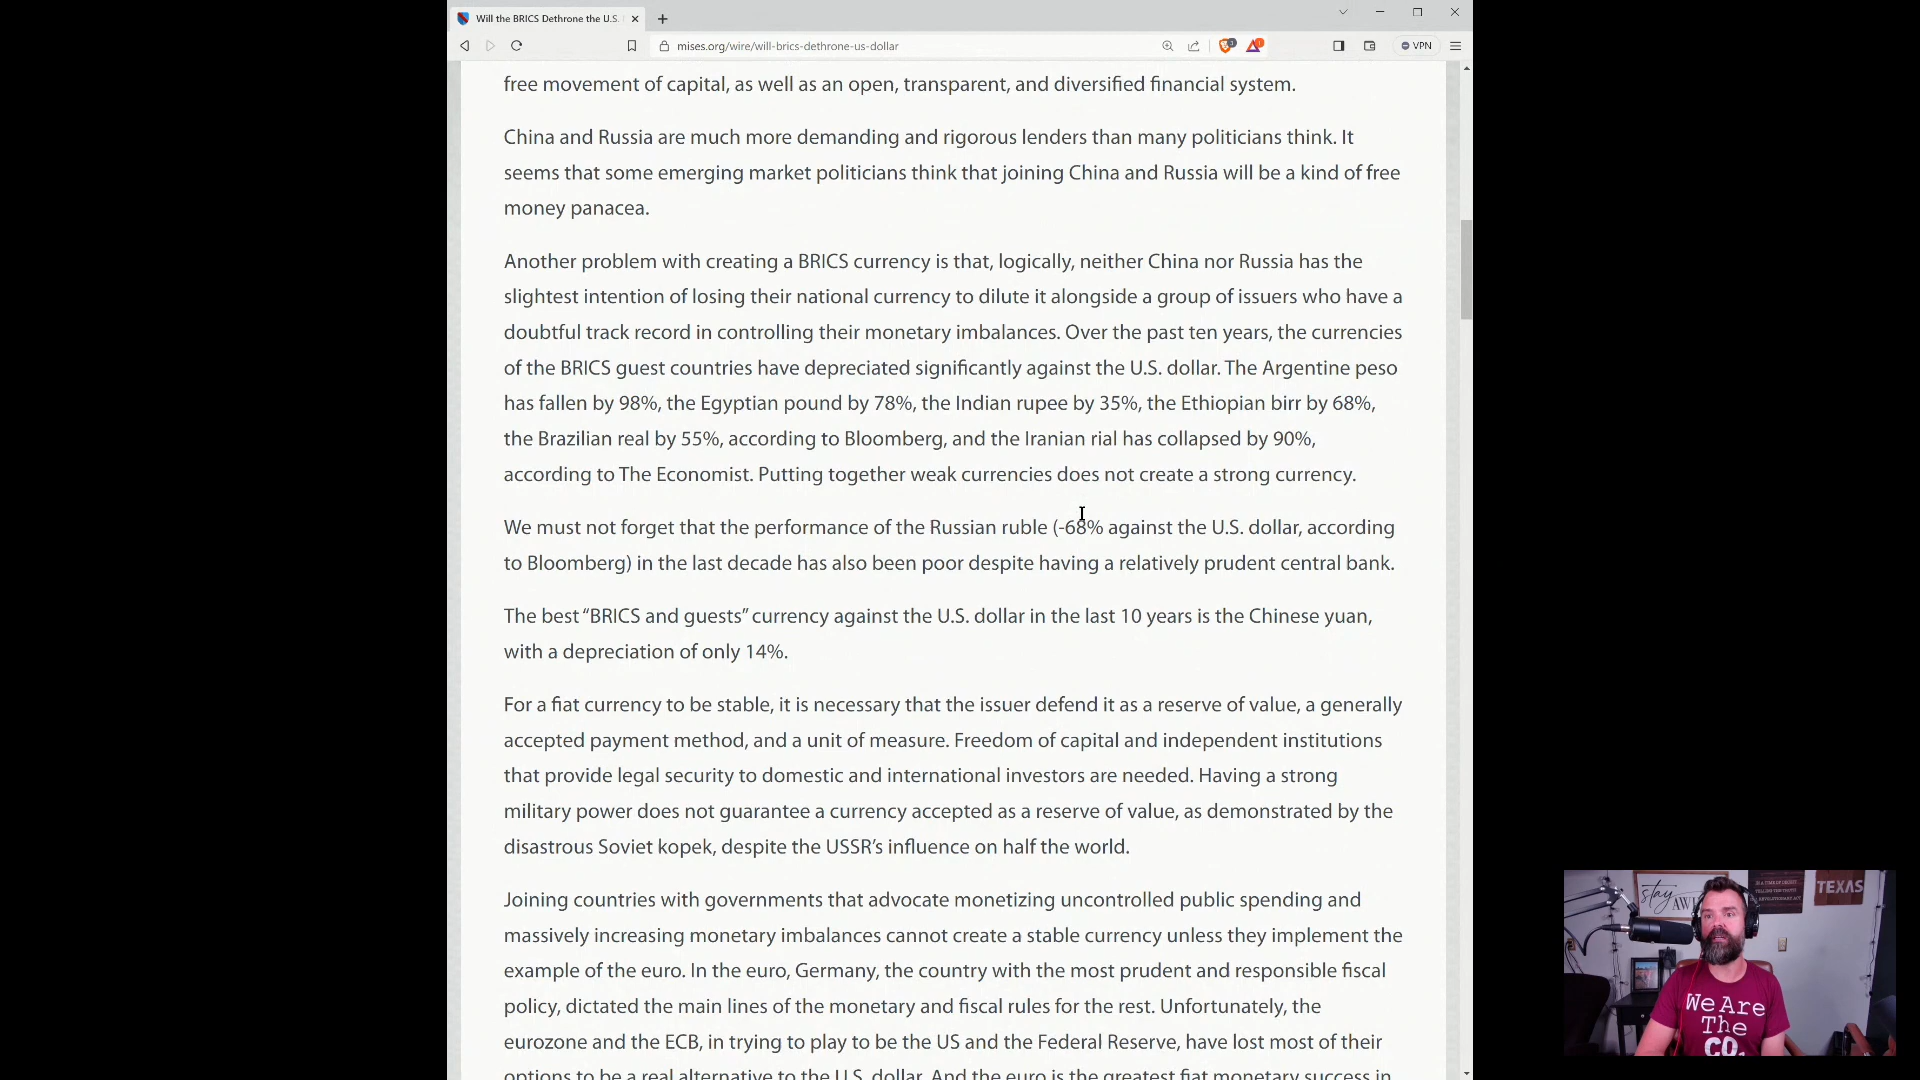 Will the BRICS Dethrone the U.S.
mises.org/wire/will-brics-dethrone-us-dollar
VPN
free movement of capital, as well as an open, transparent, and diversified financial system.
China and Russia are much more demanding and rigorous lenders than many politicians think. It
seems that some emerging market politicians think that joining China and Russia will be a kind of free
money panacea.
Another problem with creating a BRICS currency is that, logically, neither China nor Russia has the
slightest intention of losing their national currency to dilute it alongside a group of issuers who have a
doubtful track record in controlling their monetary imbalances. Over the past ten years, the currencies
of the BRICS guest countries have depreciated significantly against the U.S. dollar. The Argentine peso
has fallen by 98%, the Egyptian pound by 78%, the Indian rupee by 35%, the Ethiopian birr by 68%,
the Brazilian real by 55%, according to Bloomberg, and the Iranian rial has collapsed by 90%,
according to The Economist. Putting together weak currencies does not create a strong currency.
We must not forget that the performance of the Russian ruble (-68% against the U.S. dollar, according
to Bloomberg) in the last decade has also been poor despite having a relatively prudent central bank.
The best “BRICS and guests” currency against the U.S. dollar in the last 10 years is the Chinese yuan,
with a depreciation of only 14%.
For a fiat currency to be stable, it is necessary that the issuer defend it as a reserve of value, a generally
accepted payment method, and a unit of measure. Freedom of capital and independent institutions
that provide legal security to domestic and international investors are needed. Having a strong
military power does not guarantee a currency accepted as a reserve of value, as demonstrated by the
disastrous Soviet kopek, despite the USSR’s influence on half the world.
Joining countries with governments that advocate monetizing uncontrolled public spending and
massively increasing monetary imbalances cannot create a stable currency unless they implement the
example of the euro. In the euro, Germany, the country with the most prudent and responsible fiscal
policy, dictated the main lines of the monetary and fiscal rules for the rest. Unfortunately, the
eurozone and the ECB, in trying to play to be the US and the Federal Reserve, have lost most of their
options to be a real alternative to the U.S. dollar. And the euro is the greatest fiat monetary success in
stay
TEXAS
We Are
The
CO.